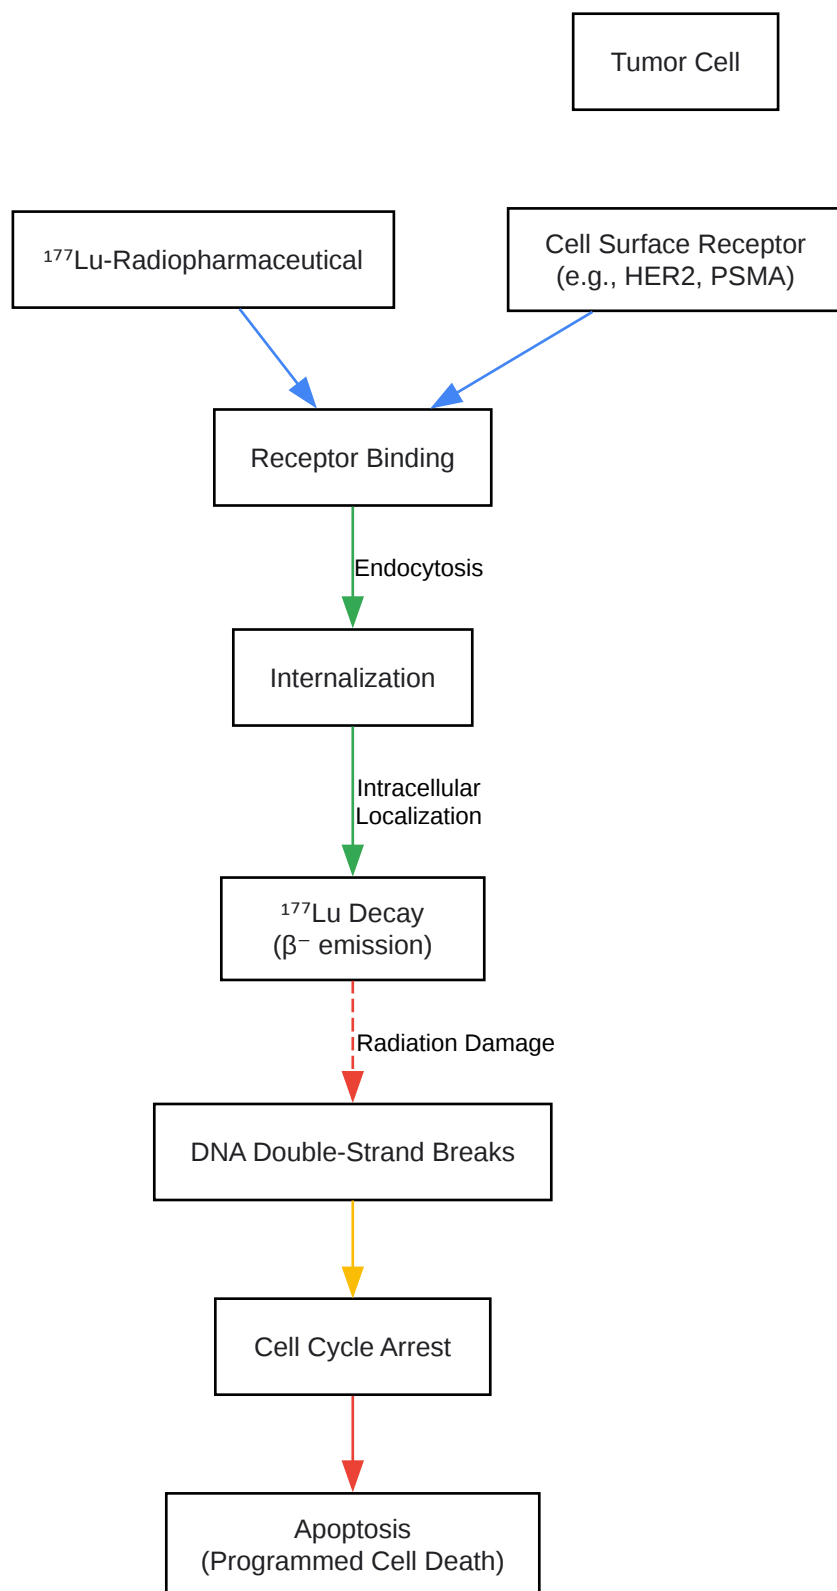 Tumor Cell
¹⁷⁷Lu-Radiopharmaceutical
Cell Surface Receptor
(e.g., HER2, PSMA)
Receptor Binding
Endocytosis
Internalization
Intracellular
Localization
¹⁷⁷Lu Decay
(β⁻ emission)
Radiation Damage
DNA Double-Strand Breaks
Cell Cycle Arrest
Apoptosis
(Programmed Cell Death)